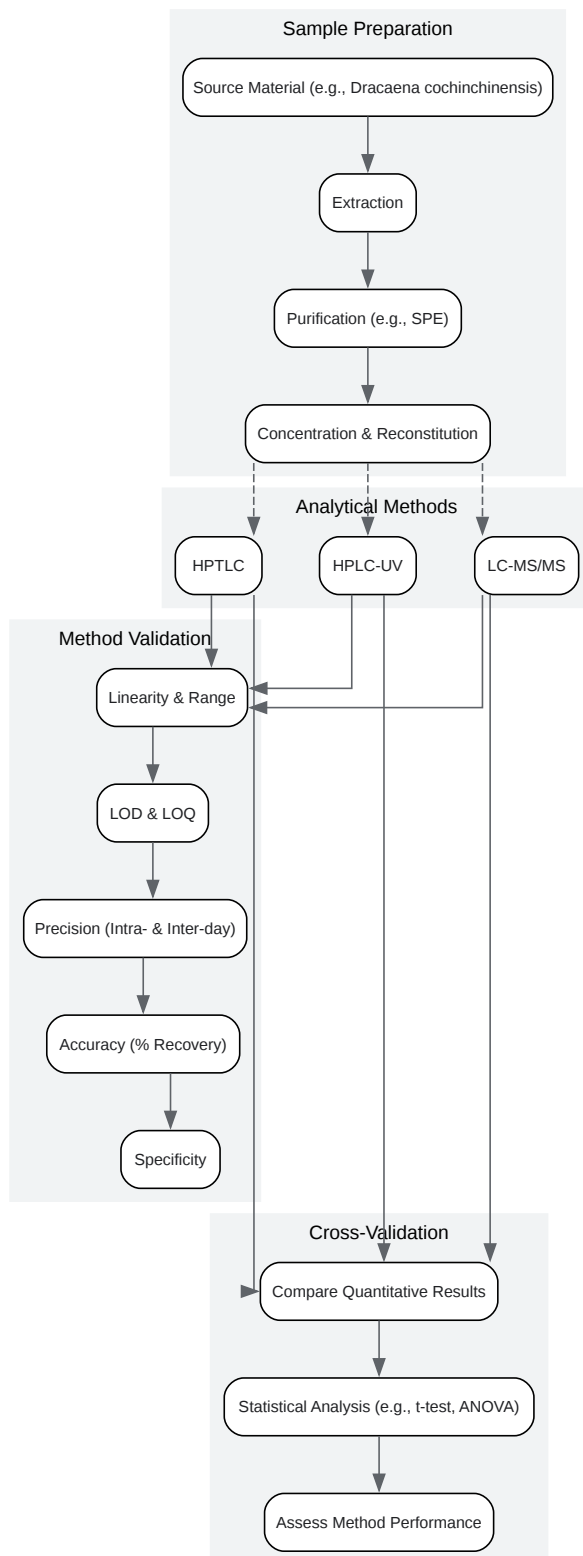 Sample Preparation
Source Material (e.g., Dracaena cochinchinensis)
Extraction
Purification (e.g., SPE)
Concentration & Reconstitution
Analytical Methods
HPTLC
HPLC-UV
LC-MS/MS
Method Validation
Linearity & Range
LOD & LOQ
Precision (Intra- & Inter-day)
Accuracy (% Recovery)
Specificity
Cross-Validation
Compare Quantitative Results
Statistical Analysis (e.g., t-test, ANOVA)
Assess Method Performance